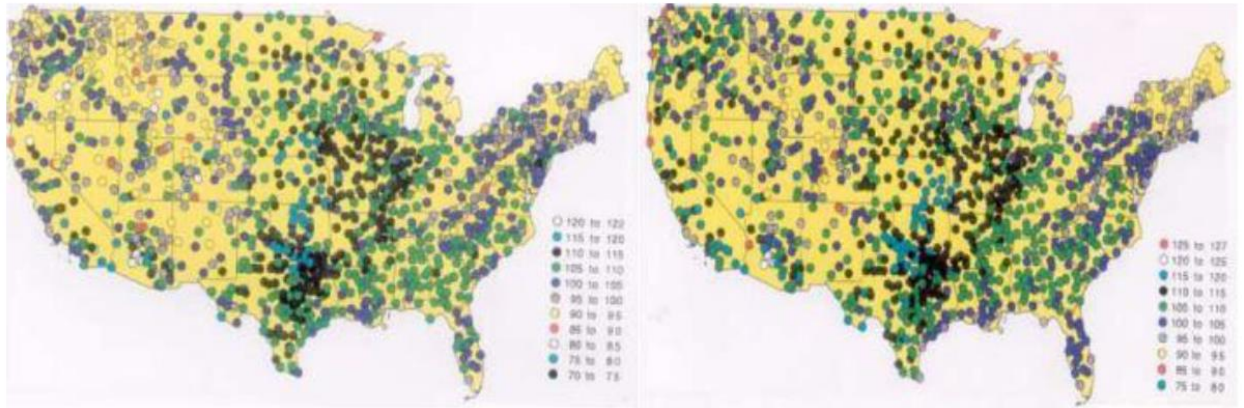 120 to 122
115 to 120
110 to 115
105 to 110
100 to 105
95 to 100
90 to 95
85 to 90
80 to 85
75 to 80
70 to 75
125 to 127
120 to 125
115 to 120
110 to 115
105 to 110
100 to 105
95 to 100
90 to 95
85 to 90
75 to 80